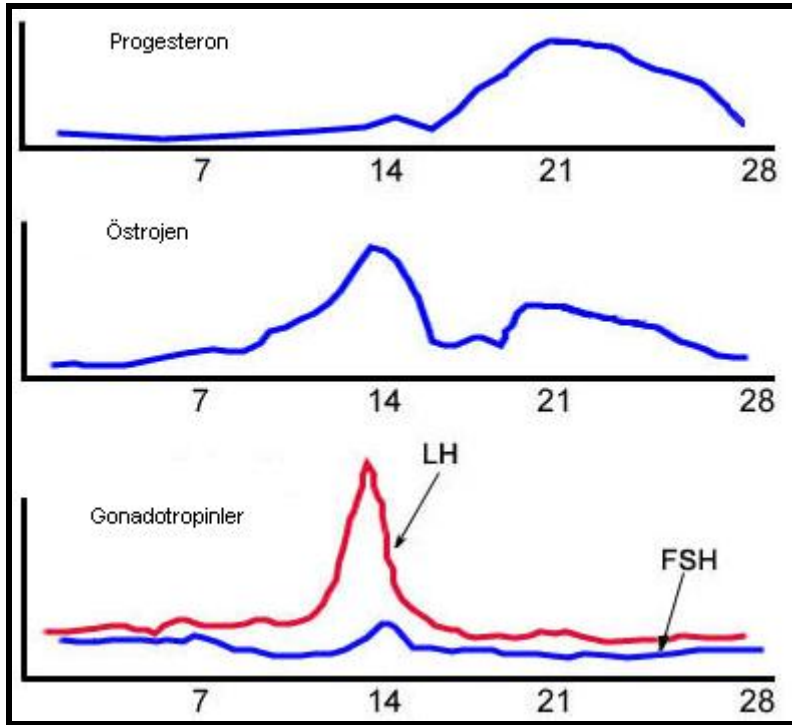 Progesteron
7 14 21 28
Östrojen
7 14 21 28
LH
Gonadotropinler
FSH
7 14 21 28